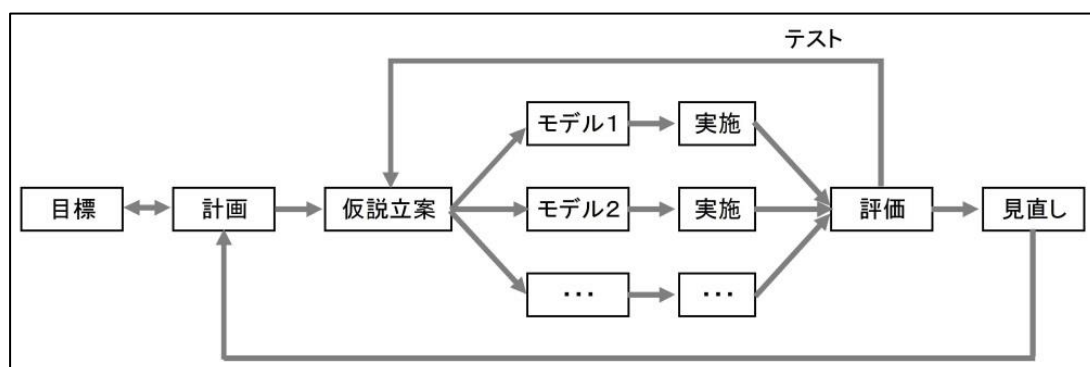 テスト
モデル1
実施
目標
計画
仮説立案
モデル2
実施
評価
見直し
・・・
・・・